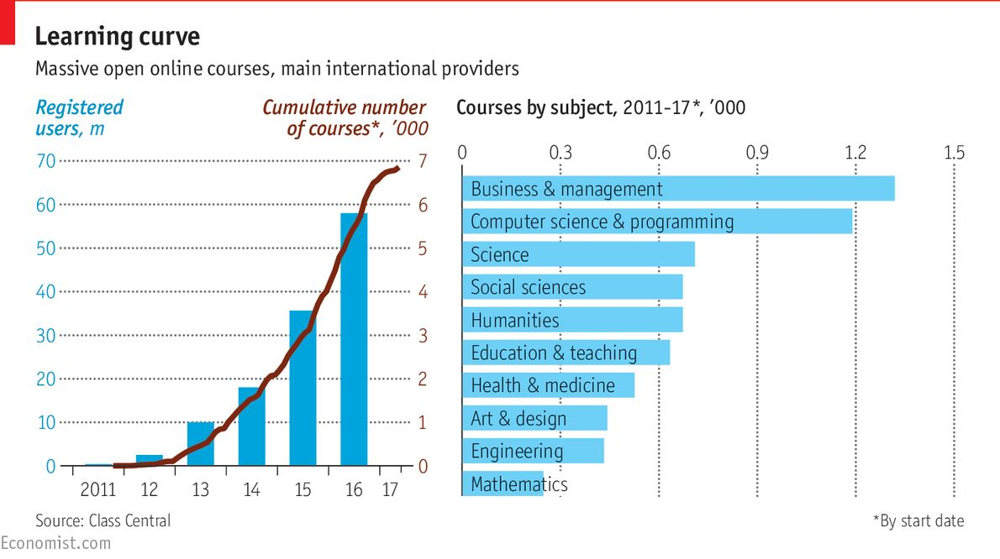 Learning curve
Massive open online courses, main international providers
Registered
users, m
Cumulative number
of courses*, ’000
70
60
50
40
30
20
10
0
7
6
5
4
3
2
1
0
2011 12 13 14 15 16 17
Courses by subject, 2011-17*, ’000
0 0.3 0.6 0.9 1.2 1.5
Business & management
Computer science & programming
Science
Social sciences
Humanities
Education & teaching
Health & medicine
Art & design
Engineering
Mathematics
Source: Class Central
*By start date
Economist.com